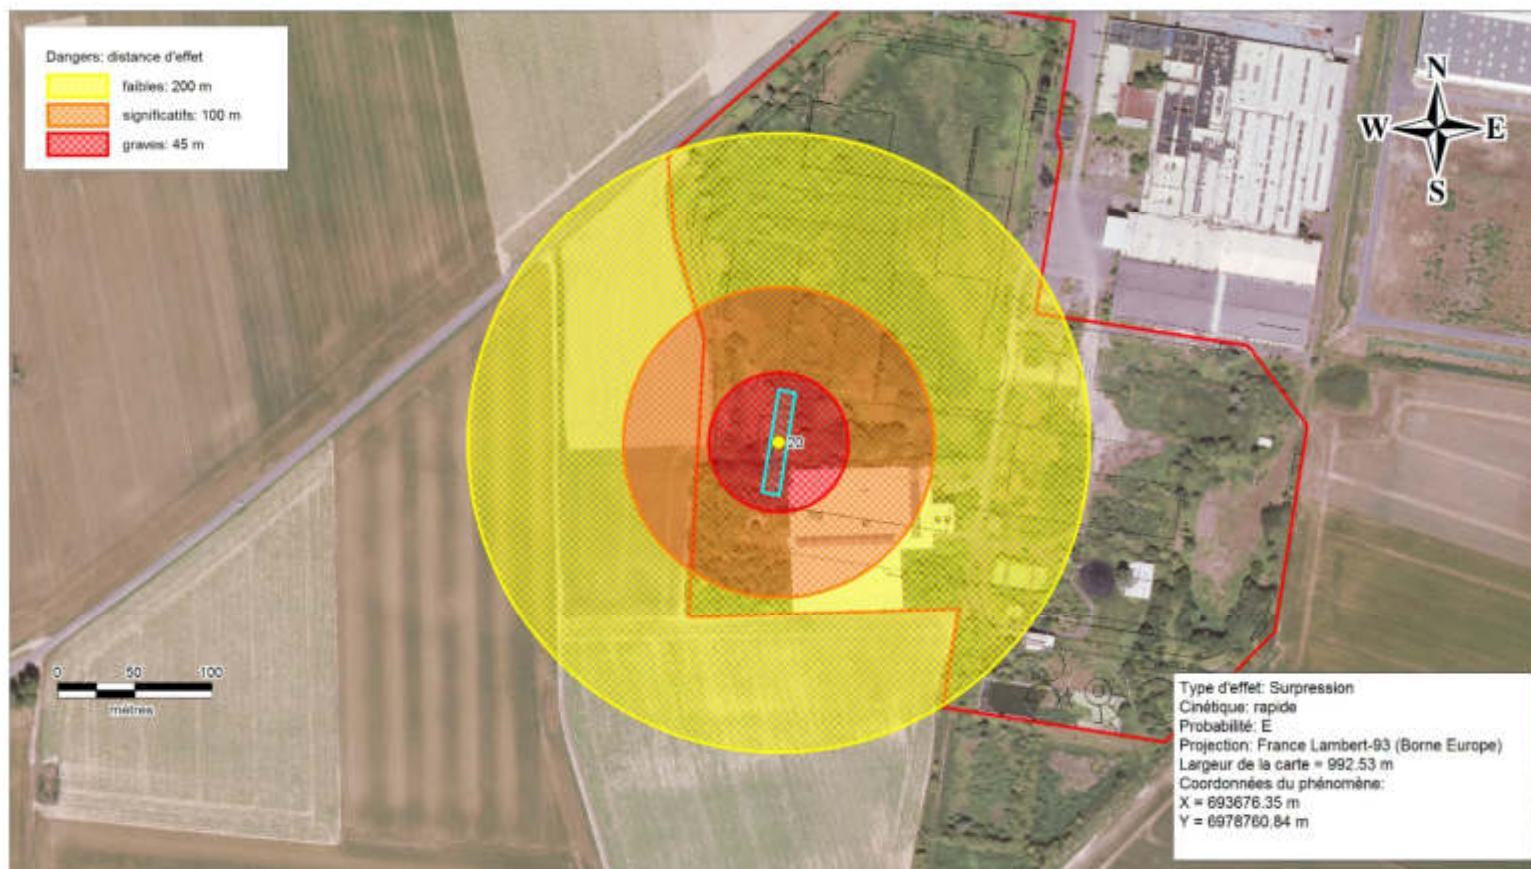 Dangers: distance d'effet
faibles: 200 m
significatifs: 100 m
graves: 45 m
N
W E
S
0 50 100
mètres
Type d'effet: Surpression
Cinétique: rapide
Probabilité: E
Projection: France Lambert-93 (Borne Europe)
Largeur de la carte = 992.53 m
Coordonnées du phénomène:
X = 693676.35 m
Y = 6978760.84 m